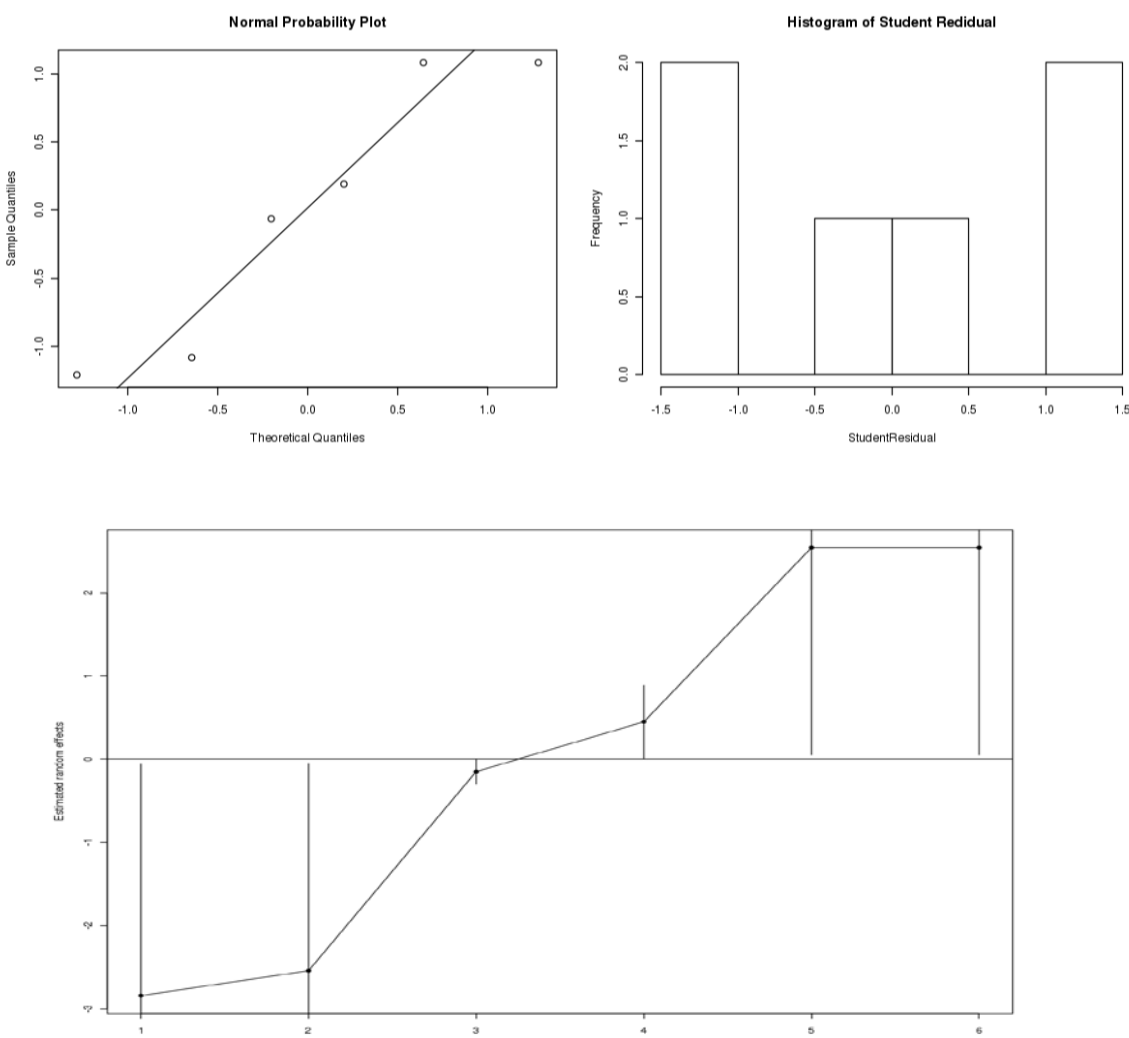 Normal Probability Plot
Sample Quantiles
1.0
0.5
0.0
-0.5
-1.0
-1.0 -0.5 0.0 0.5 1.0
Theoretical Quantiles
Histogram of Student Redidual
Frequency
2.0
1.5
1.0
0.5
0.0
-1.5 -1.0 -0.5 0.0 0.5 1.0 1.5
StudentResidual
Estimated random effects
2
1
0
-1
-2
-3
1 2 3 4 5 6